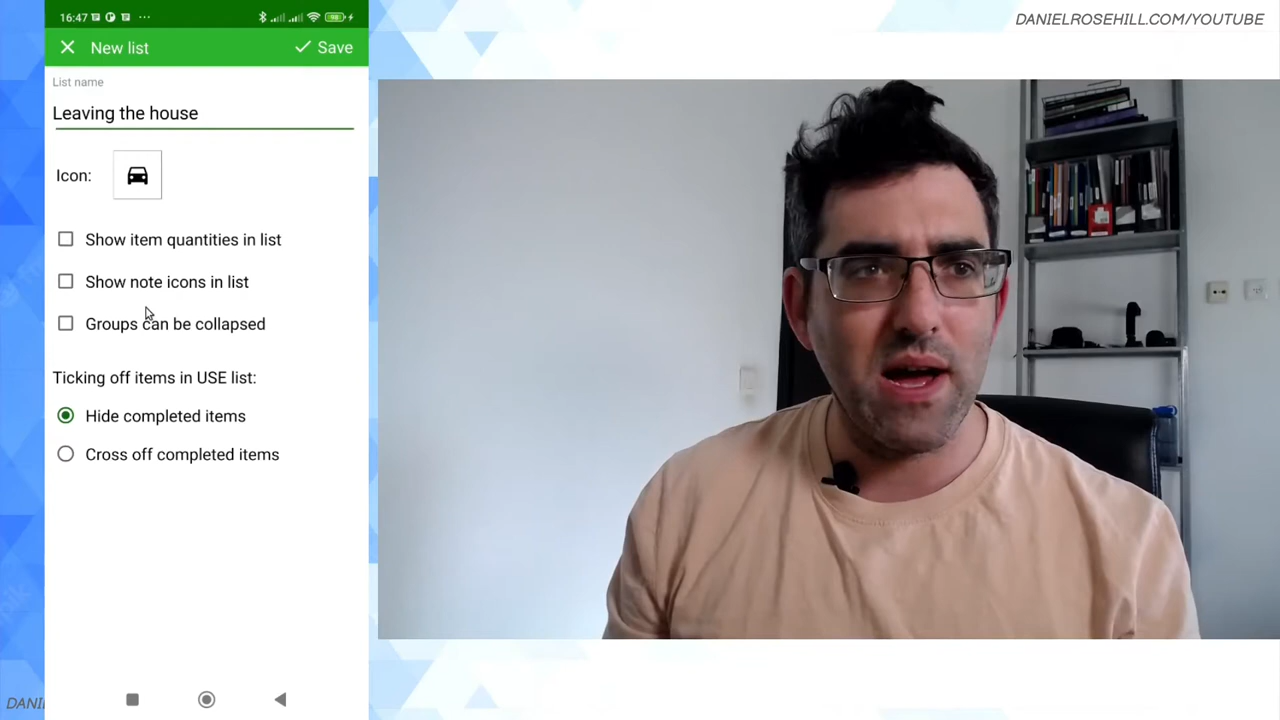 16:47
DANIELROSEHILL.COM/YOUTUBE
New list
Save
List name
Leaving the house
Icon:
Show item quantities in list
Show note icons in list
Groups can be collapsed
Ticking off items in USE list:
Hide completed items
Cross off completed items